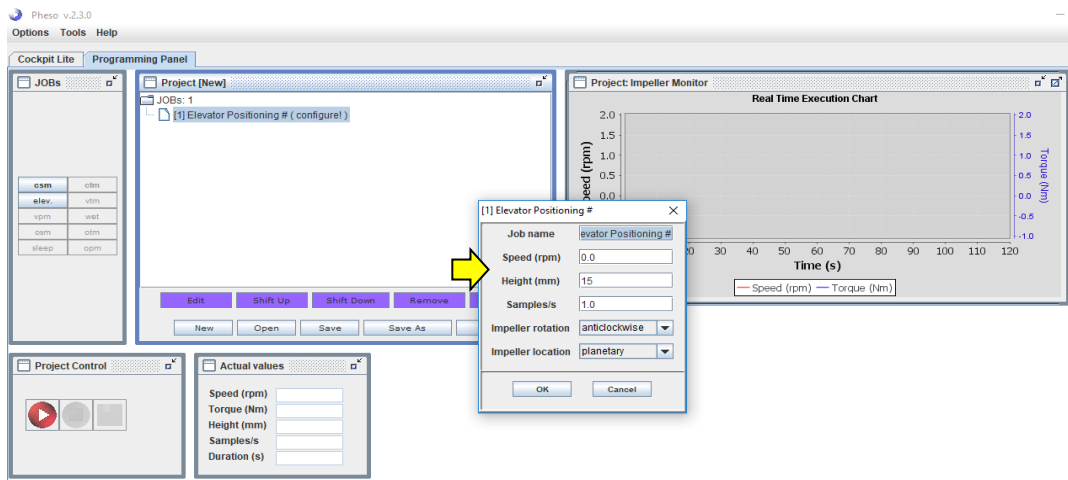 Pheso v.2.3.0
Options Tools Help
Cockpit Lite Programming Panel
JOBs
csm ctm
elev. vtm
vpm wet
osm otm
sleep opm
Project [New]
JOBs: 1
[1] Elevator Positioning # ( configure! )
Edit Shift Up Shift Down Remove
New Open Save Save As
Project: Impeller Monitor
Real Time Execution Chart
2.0
1.5
1.0
0.5
0.0
2.0
1.5
1.0
0.5
0.0
-0.5
-1.0
Torque (Nm)
30 40 50 60 70 80 90 100 110 120
Time (s)
Speed (rpm) Torque (Nm)
[1] Elevator Positioning #
Job name evator Positioning #
Speed (rpm) 0.0
Height (mm) 15
Samples/s 1.0
Impeller rotation anticlockwise
Impeller location planetary
OK Cancel
Project Control
Actual values
Speed (rpm)
Torque (Nm)
Height (mm)
Samples/s
Duration (s)